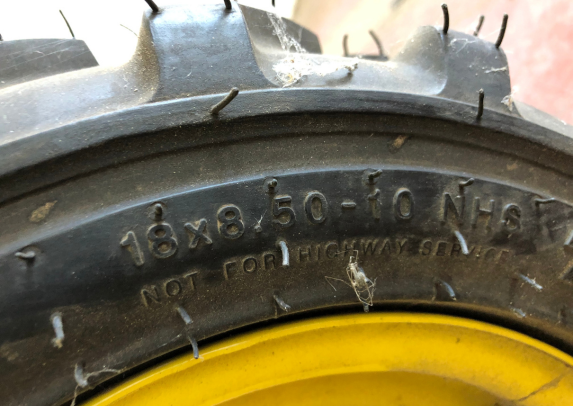 18x8.50-10 NHS
NOT FOR HIGHWAY SERVICE